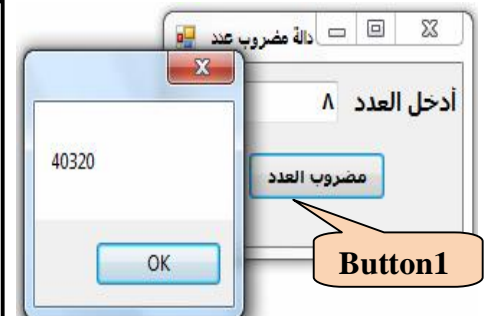 دالة مضروب عدد
أدخل العدد ٨
مضروب العدد
40320
OK
Button1